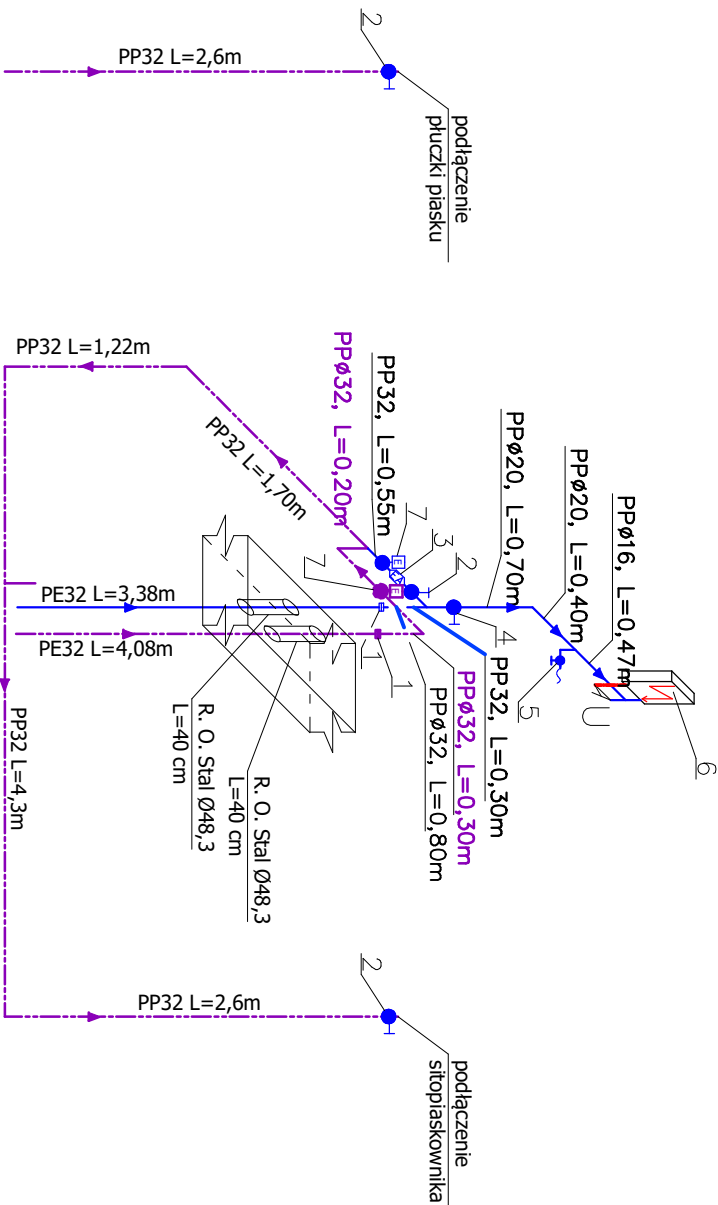 2
PP32 L=2,6m
podłączenie
płuczki piasku
PP32 L=1,22m
PP32 L=1,70m
PPø32, L=0,20m
PP32, L=0,55m
7
E
3
2
7
E
PPø20, L=0,70m
PPø20, L=0,40m
PPø16, L=0,47m
6
U
5
4
1
1
PP32, L=0,30m
PPø32, L=0,30m
PPø32, L=0,80m
PE32 L=3,38m
PE32 L=4,08m
R. O. Stal Ø48,3
L=40 cm
R. O. Stal Ø48,3
L=40 cm
PP32 L=4,3m
2
PP32 L=2,6m
podłączenie
sitopiaskownika